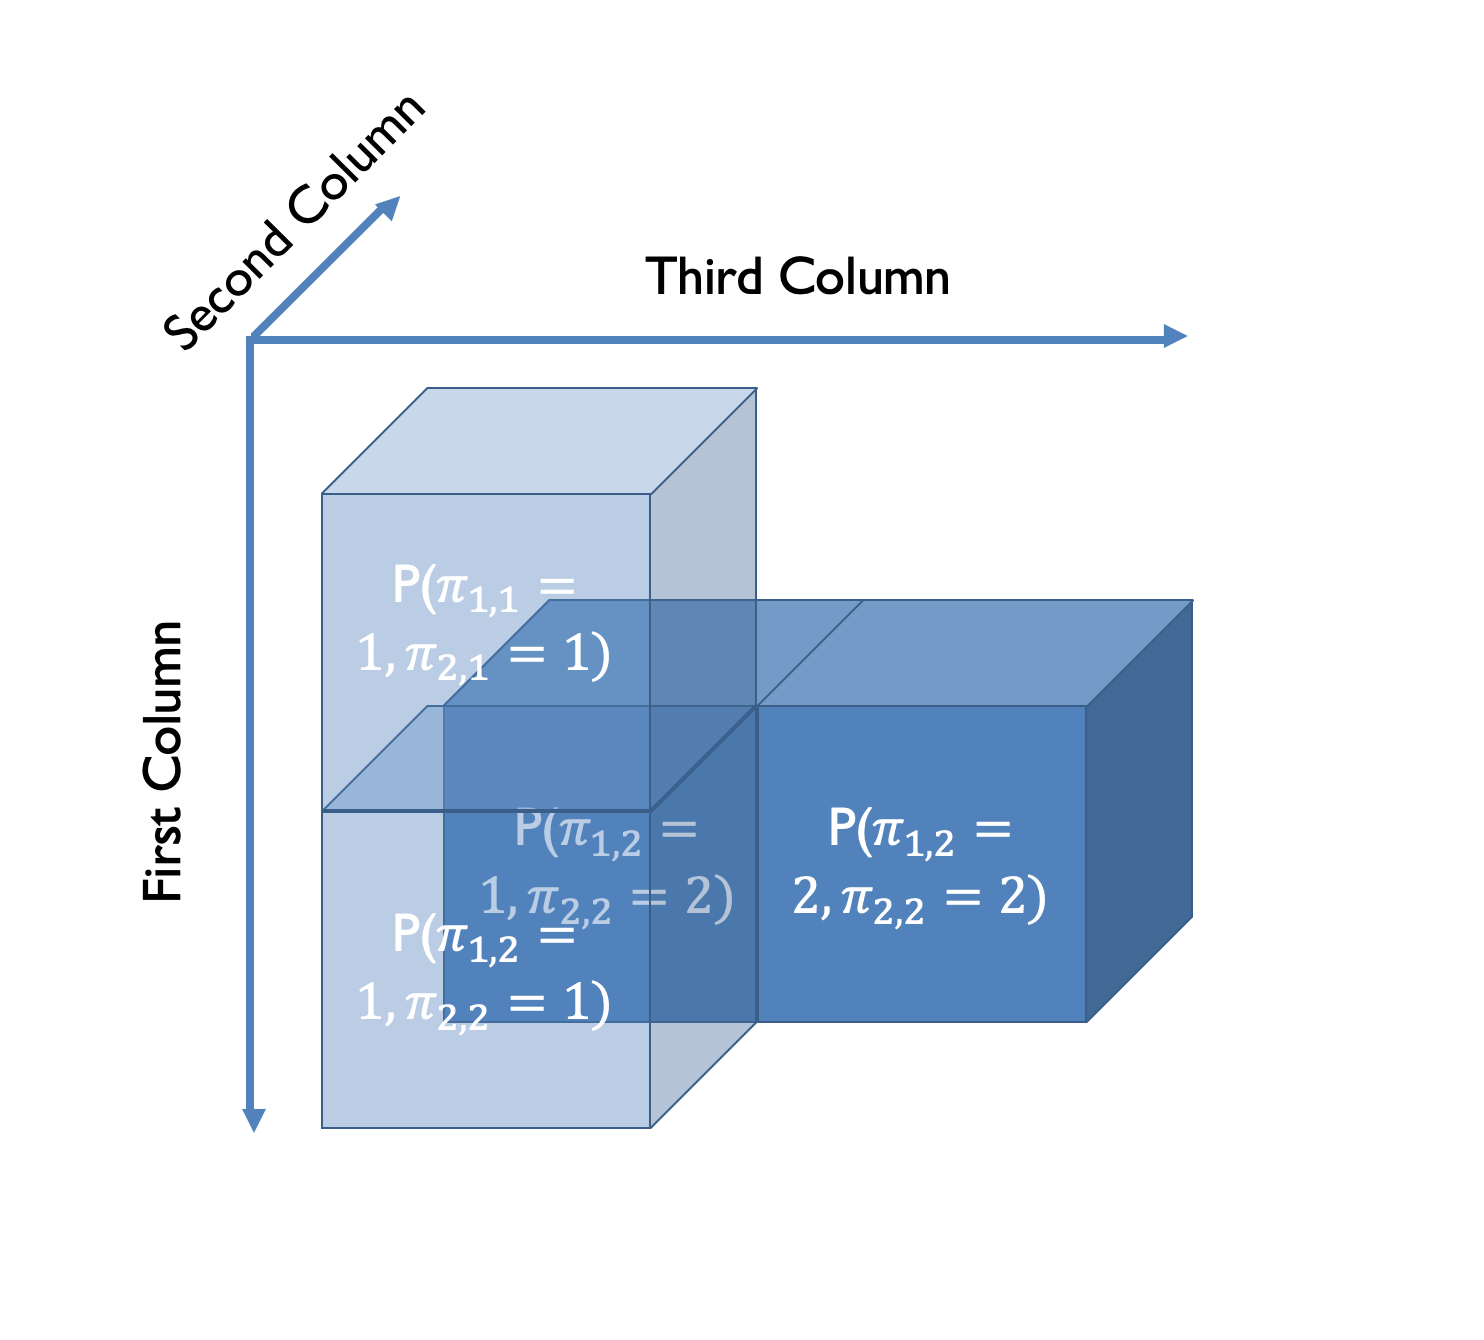 Second Column
Third Column
First Column
P(π₁,₁ =
1, π₂,₁ = 1)
P(π₁,₂ =
1, π₂,₂ = 2)
P(π₁,₂ =
2, π₂,₂ = 2)
P(π₁,₂ =
1, π₂,₂ = 1)